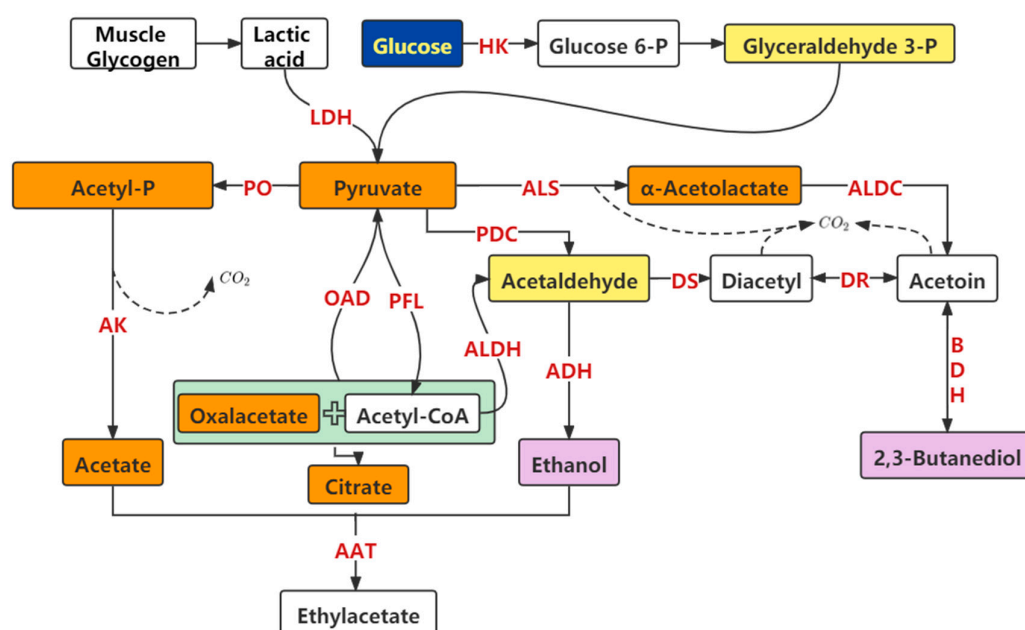 Muscle
Glycogen
Lactic
acid
Glucose
HK
Glucose 6-P
Glyceraldehyde 3-P
LDH
Acetyl-P
PO
Pyruvate
ALS
α-Acetolactate
ALDC
PDC
CO₂
CO₂
Acetaldehyde
DS
Diacetyl
DR
Acetoin
OAD
PFL
AK
ALDH
ADH
B
D
H
Oxalacetate
Acetyl-CoA
Acetate
Citrate
Ethanol
2,3-Butanediol
AAT
Ethylacetate